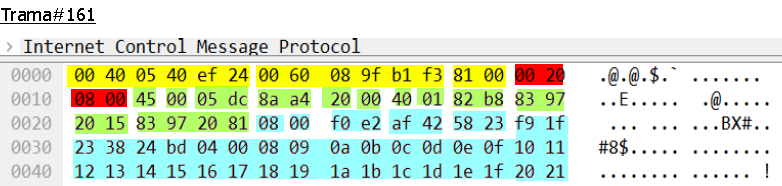 Trama#161
> Internet Control Message Protocol
0000 00 40 05 40 ef 24 00 60 08 9f b1 f3 81 00 00 20 .@.@.$.` .......
0010 08 00 45 00 05 dc 8a a4 20 00 40 01 82 b8 83 97 ..E..... .@.....
0020 20 15 83 97 20 81 08 00 f0 e2 af 42 58 23 f9 1f ... ... ...BX#..
0030 23 38 24 bd 04 00 08 09 0a 0b 0c 0d 0e 0f 10 11 #8$..... ........
0040 12 13 14 15 16 17 18 19 1a 1b 1c 1d 1e 1f 20 21 ........ ...... !